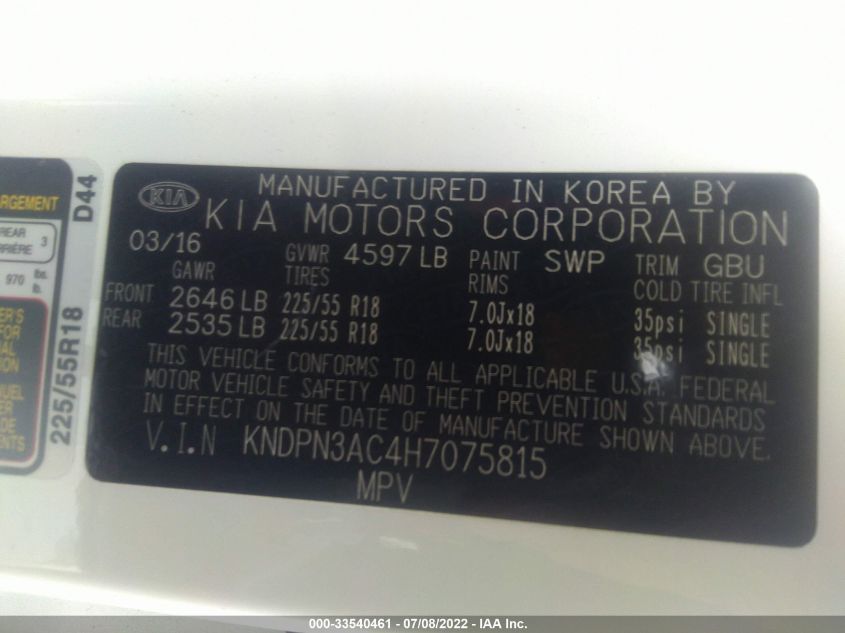 KIA
MANUFACTURED IN KOREA BY
KIA MOTORS CORPORATION
03/16 GVWR 4597 LB PAINT SWP TRIM GBU
GAWR TIRES RIMS COLD TIRE INFL
FRONT 2646 LB 225/55 R18 7.0Jx18 35psi SINGLE
REAR 2535 LB 225/55 R18 7.0Jx18 35psi SINGLE
THIS VEHICLE CONFORMS TO ALL APPLICABLE U.S.A. FEDERAL
MOTOR VEHICLE SAFETY AND THEFT PREVENTION STANDARDS
IN EFFECT ON THE DATE OF MANUFACTURE SHOWN ABOVE.
V.I.N KNDPN3AC4H7075815
MPV
225/55R18 D44
REAR 3
970 lbs.
000-33540461 - 07/08/2022 - IAA Inc.